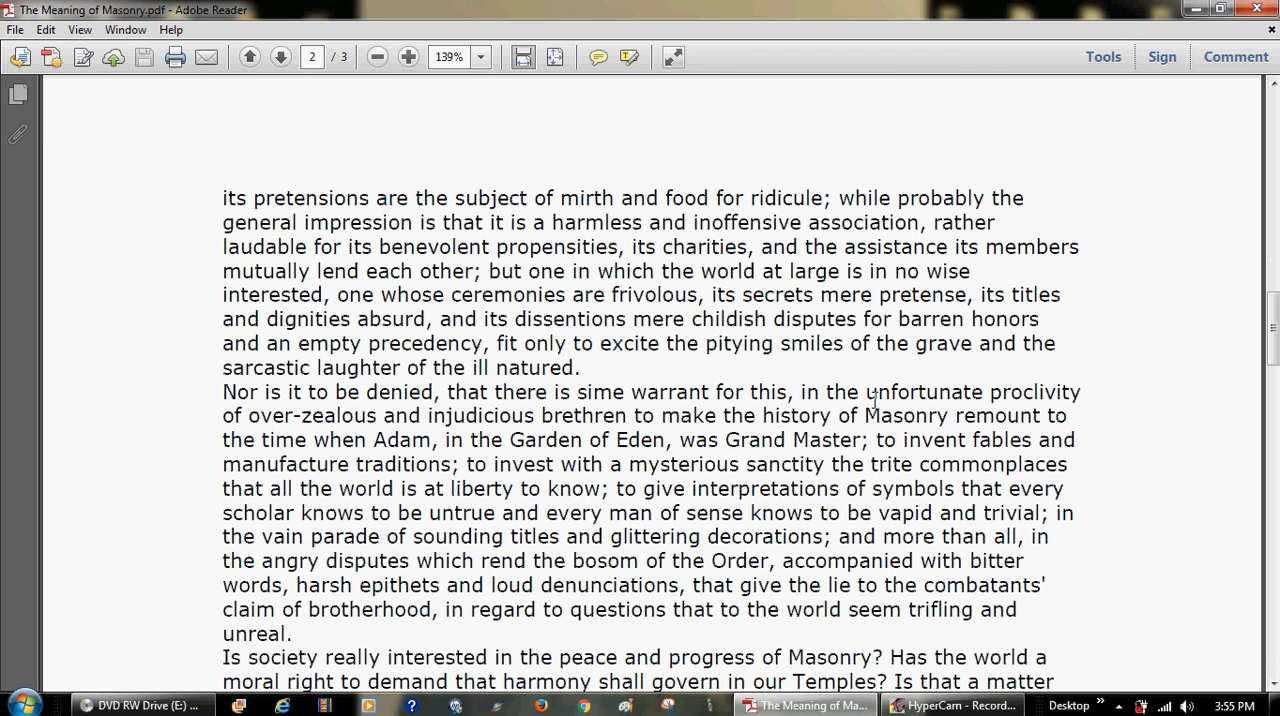 The Meaning of Masonry.pdf - Adobe Reader
File Edit View Window Help
2 / 3 139% Tools Sign Comment
its pretensions are the subject of mirth and food for ridicule; while probably the
general impression is that it is a harmless and inoffensive association, rather
laudable for its benevolent propensities, its charities, and the assistance its members
mutually lend each other; but one in which the world at large is in no wise
interested, one whose ceremonies are frivolous, its secrets mere pretense, its titles
and dignities absurd, and its dissentions mere childish disputes for barren honors
and an empty precedency, fit only to excite the pitying smiles of the grave and the
sarcastic laughter of the ill natured.
Nor is it to be denied, that there is sime warrant for this, in the unfortunate proclivity
of over-zealous and injudicious brethren to make the history of Masonry remount to
the time when Adam, in the Garden of Eden, was Grand Master; to invent fables and
manufacture traditions; to invest with a mysterious sanctity the trite commonplaces
that all the world is at liberty to know; to give interpretations of symbols that every
scholar knows to be untrue and every man of sense knows to be vapid and trivial; in
the vain parade of sounding titles and glittering decorations; and more than all, in
the angry disputes which rend the bosom of the Order, accompanied with bitter
words, harsh epithets and loud denunciations, that give the lie to the combatants'
claim of brotherhood, in regard to questions that to the world seem trifling and
unreal.
Is society really interested in the peace and progress of Masonry? Has the world a
moral right to demand that harmony shall govern in our Temples? Is that a matter
DVD RW Drive (E:) ... The Meaning of Ma... HyperCam - Record... Desktop 3:55 PM